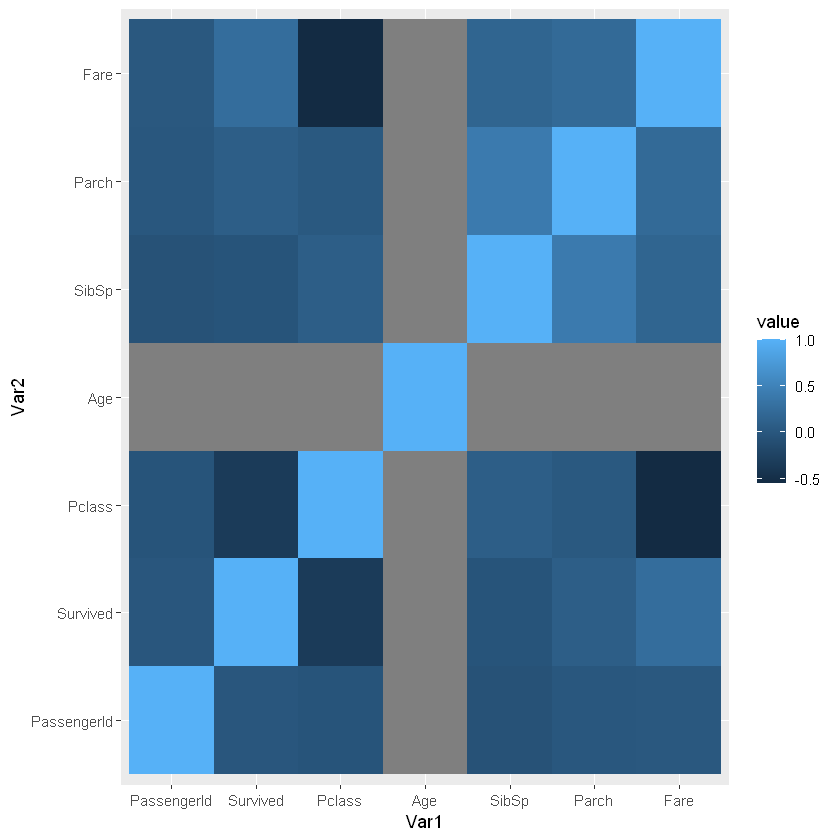 Fare
Parch
SibSp
Age
Pclass
Survived
PassengerId
Var2
PassengerId Survived Pclass Age SibSp Parch Fare
Var1
value
1.0
0.5
0.0
-0.5